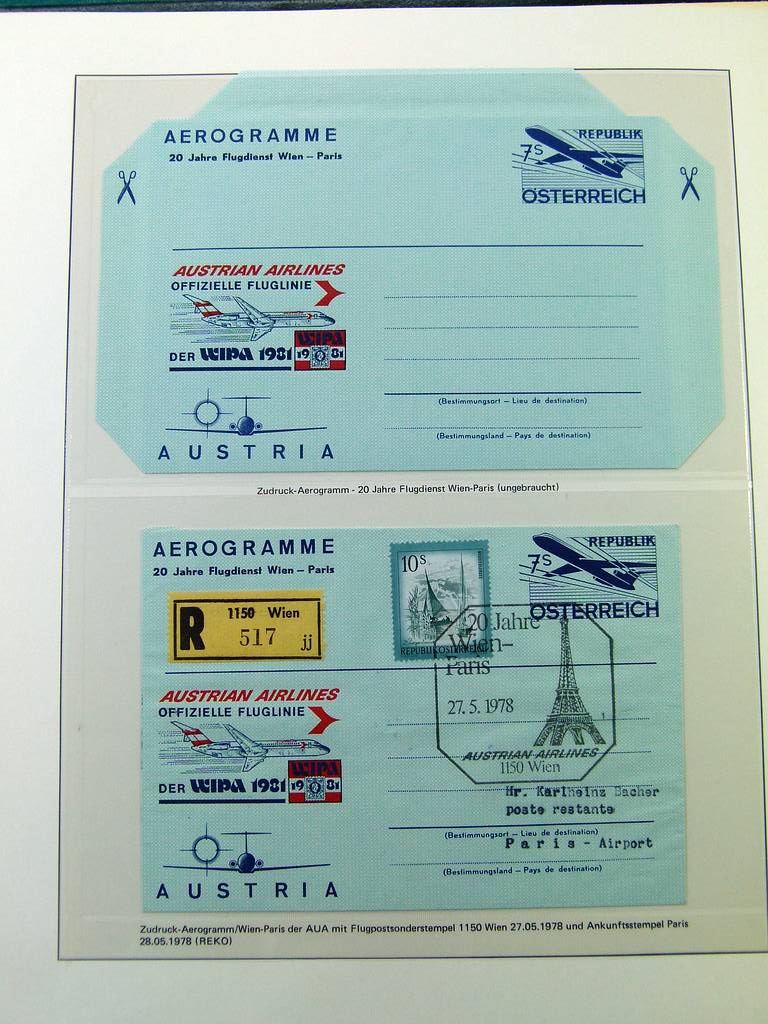 AEROGRAMME
20 Jahre Flugdienst Wien – Paris
REPUBLIK
7S
ÖSTERREICH
AUSTRIAN AIRLINES
OFFIZIELLE FLUGLINIE
DER WIPA 1981
WIPA
19 81
(Bestimmungsort – Lieu de destination)
(Bestimmungsland – Pays de destination)
AUSTRIA
Zudruck-Aerogramm - 20 Jahre Flugdienst Wien-Paris (ungebraucht)
AEROGRAMME
20 Jahre Flugdienst Wien – Paris
10S
REPUBLIK ÖSTERREICH
REPUBLIK
7S
ÖSTERREICH
R
1150 Wien
517 jj
20 Jahre
Wien-
Paris
27. 5. 1978
AUSTRIAN AIRLINES
1150 Wien
AUSTRIAN AIRLINES
OFFIZIELLE FLUGLINIE
DER WIPA 1981
WIPA
19 81
Hr. Karlheinz Bacher
poste restante
(Bestimmungsort – Lieu de destination)
Paris - Airport
(Bestimmungsland – Pays de destination)
AUSTRIA
Zudruck-Aerogramm/Wien-Paris der AUA mit Flugpostsonderstempel 1150 Wien 27.05.1978 und Ankunftsstempel Paris
28.05.1978 (REKO)